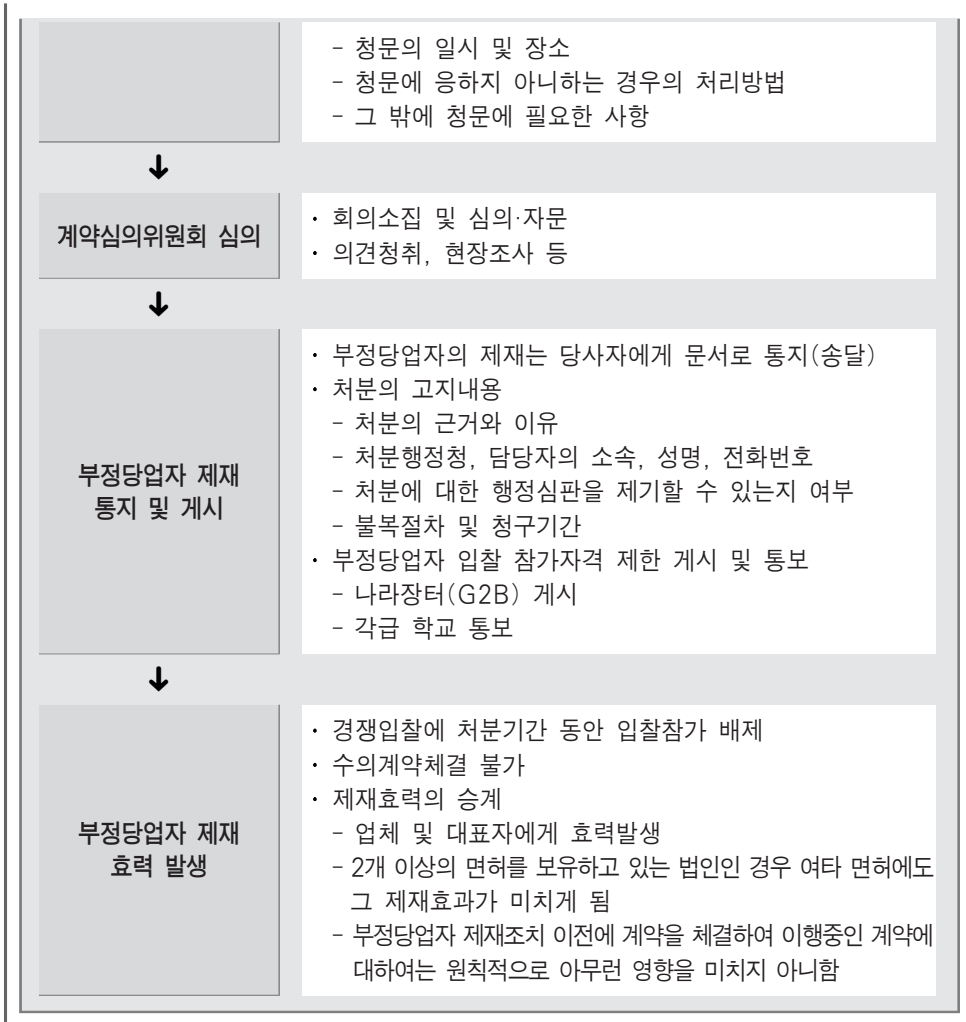 - 청문의 일시 및 장소
- 청문에 응하지 아니하는 경우의 처리방법
- 그 밖에 청문에 필요한 사항
↓
계약심의위원회 심의
· 회의소집 및 심의·자문
· 의견청취, 현장조사 등
↓
부정당업자 제재
통지 및 게시
· 부정당업자의 제재는 당사자에게 문서로 통지(송달)
· 처분의 고지내용
- 처분의 근거와 이유
- 처분행정청, 담당자의 소속, 성명, 전화번호
- 처분에 대한 행정심판을 제기할 수 있는지 여부
- 불복절차 및 청구기간
· 부정당업자 입찰 참가자격 제한 게시 및 통보
- 나라장터(G2B) 게시
- 각급 학교 통보
↓
부정당업자 제재
효력 발생
· 경쟁입찰에 처분기간 동안 입찰참가 배제
· 수의계약체결 불가
· 제재효력의 승계
- 업체 및 대표자에게 효력발생
- 2개 이상의 면허를 보유하고 있는 법인인 경우 여타 면허에도
그 제재효과가 미치게 됨
- 부정당업자 제재조치 이전에 계약을 체결하여 이행중인 계약에
대하여는 원칙적으로 아무런 영향을 미치지 아니함